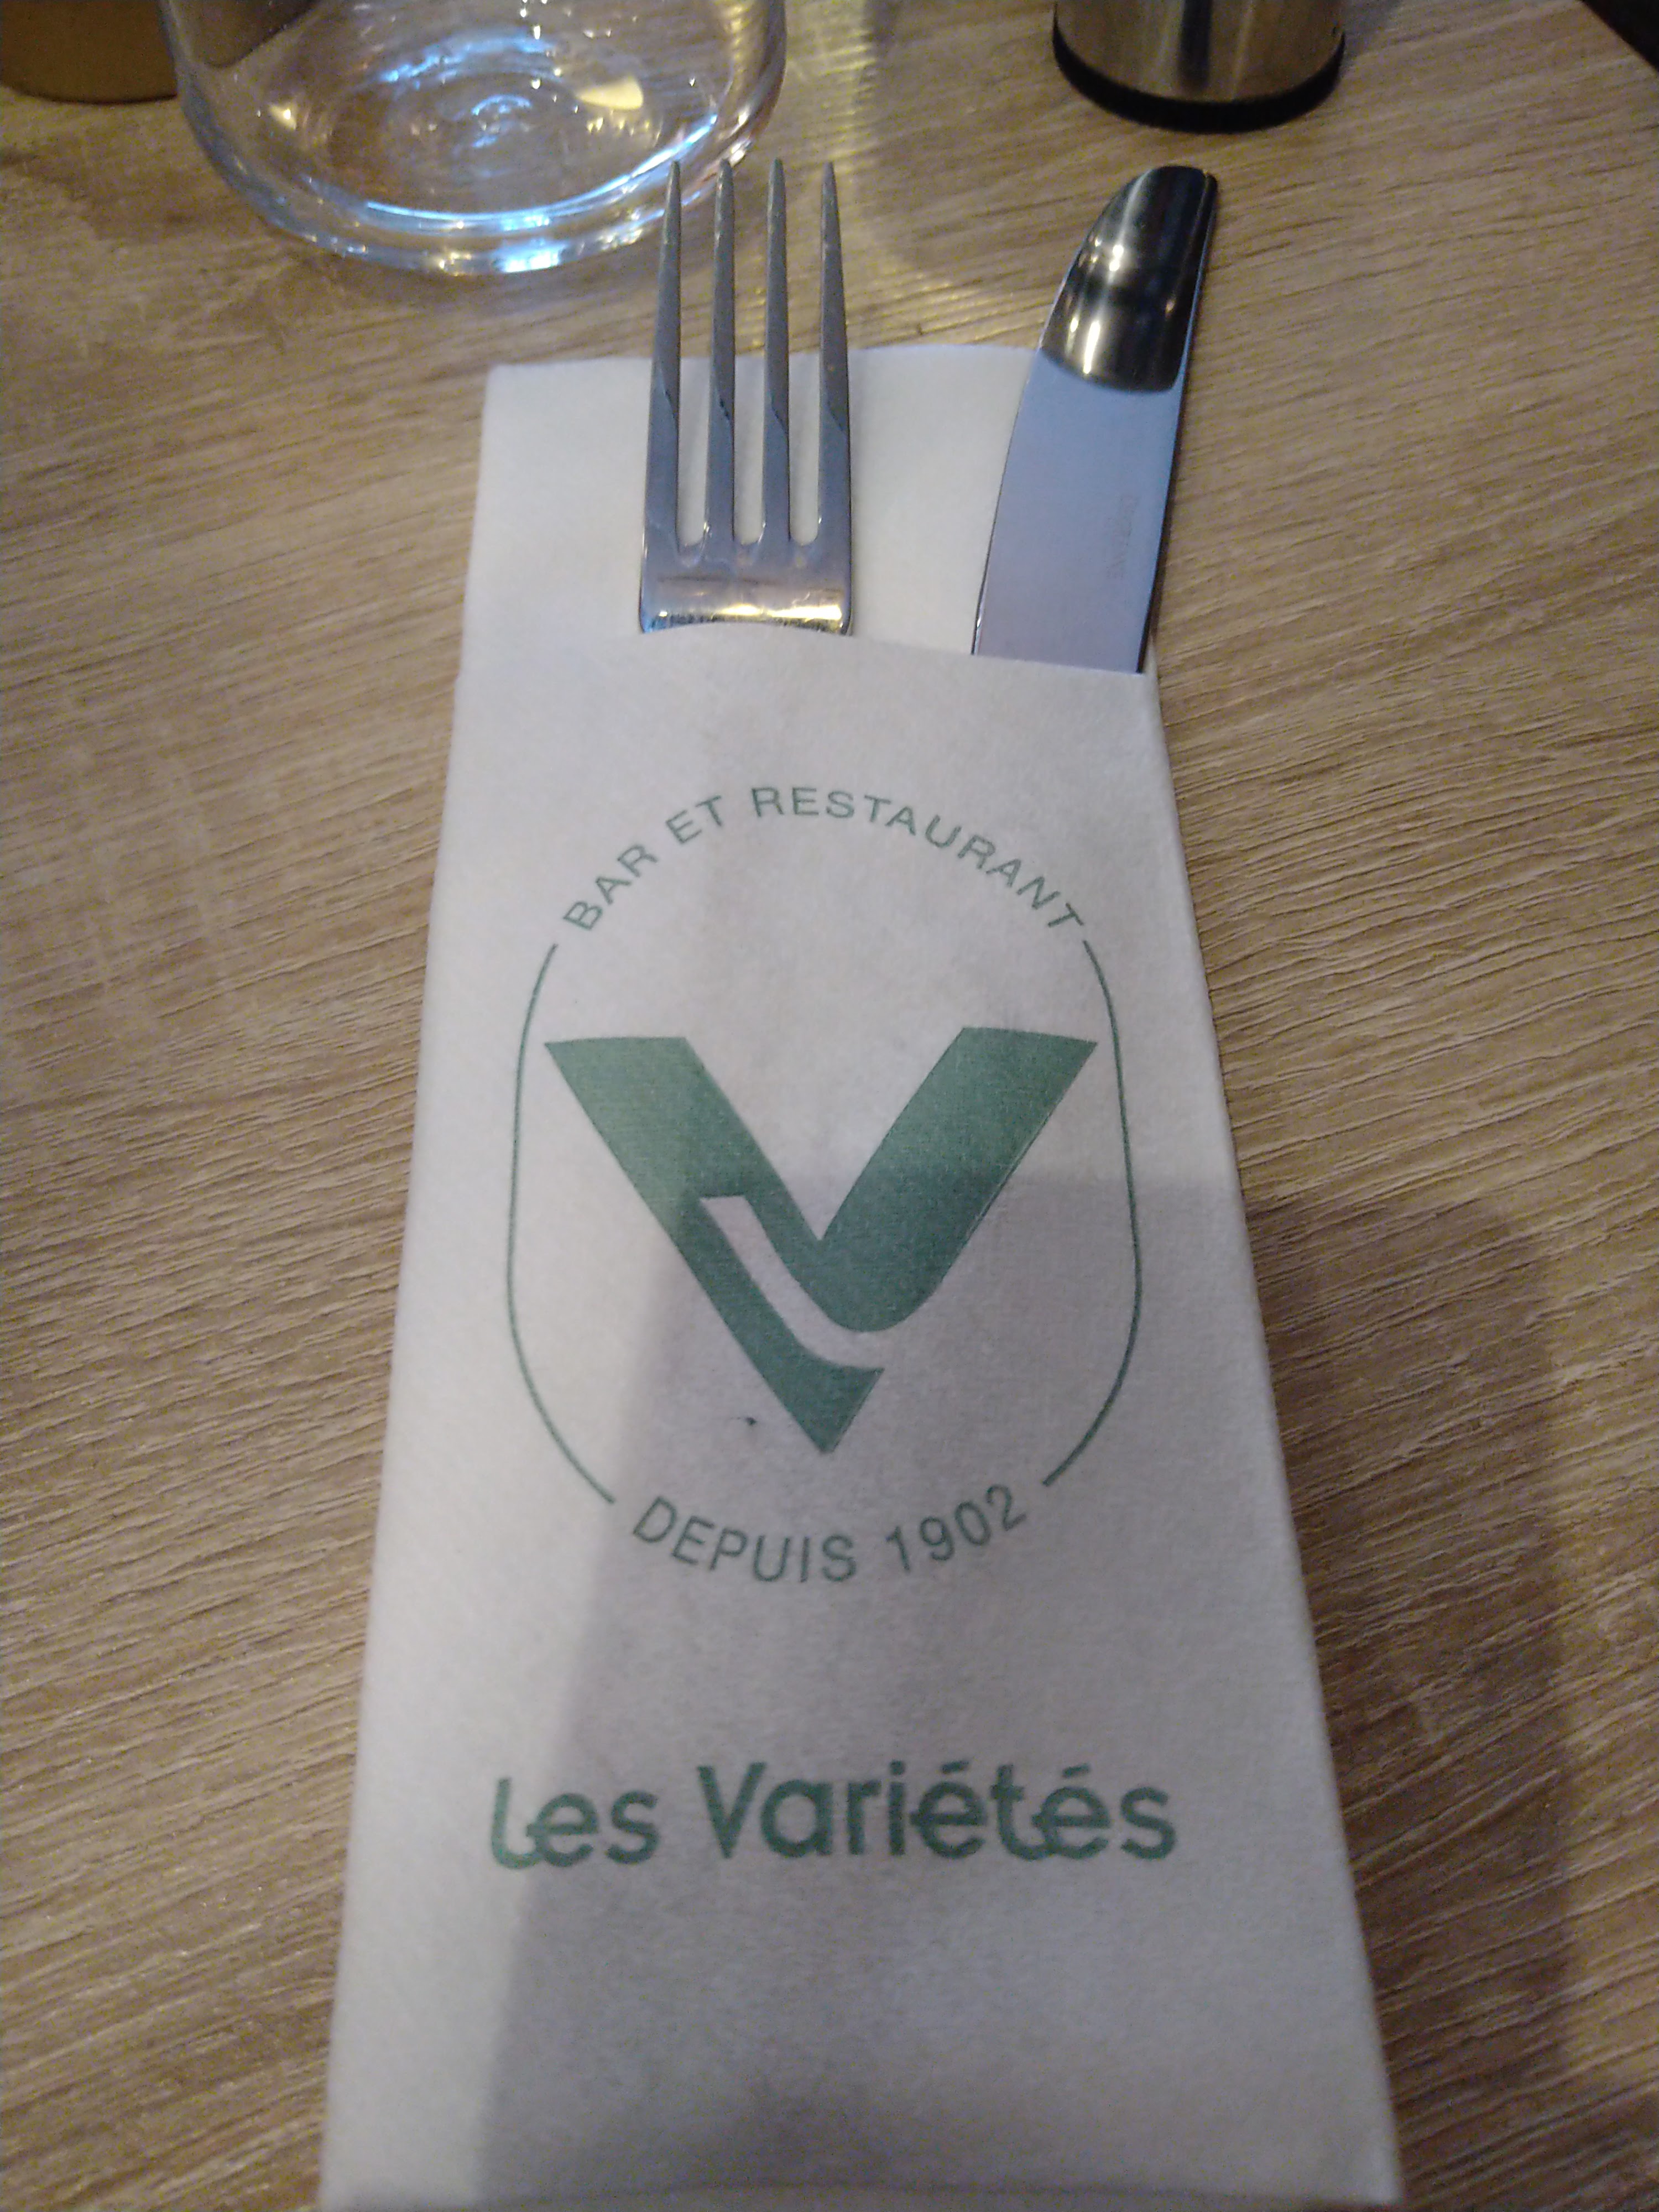 BAR ET RESTAURANT
V
DEPUIS 1902
Les Variétés